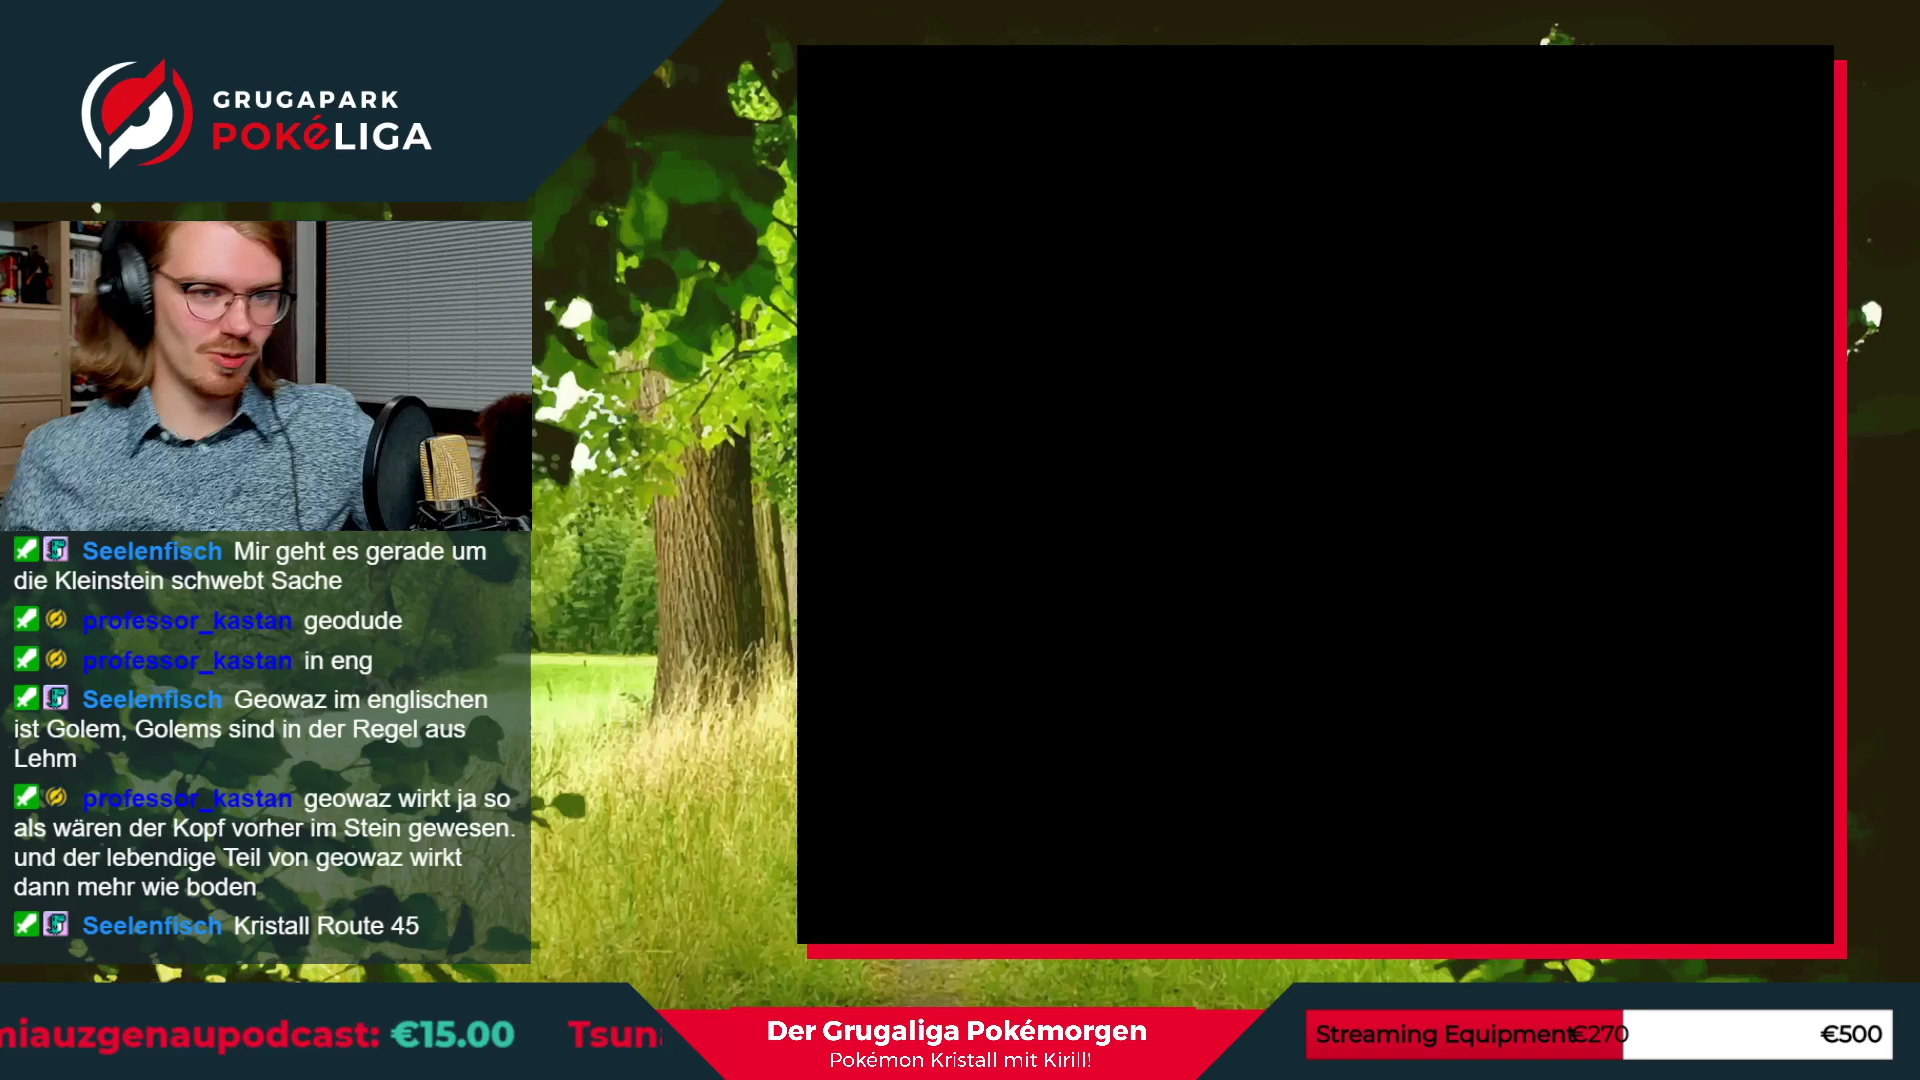 GRUGAPARK
POKéLIGA
Seelenfisch Mir geht es gerade um
die Kleinstein schwebt Sache
professor_kastan geodude
professor_kastan in eng
Seelenfisch Geowaz im englischen
ist Golem, Golems sind in der Regel aus
Lehm
professor_kastan geowaz wirkt ja so
als wären der Kopf vorher im Stein gewesen.
und der lebendige Teil von geowaz wirkt
dann mehr wie boden
Seelenfisch Kristall Route 45
miauzgenaupodcast: €15.00 Tsun
Der Grugaliga Pokémorgen
Pokémon Kristall mit Kirill!
Streaming Equipment €270 €500